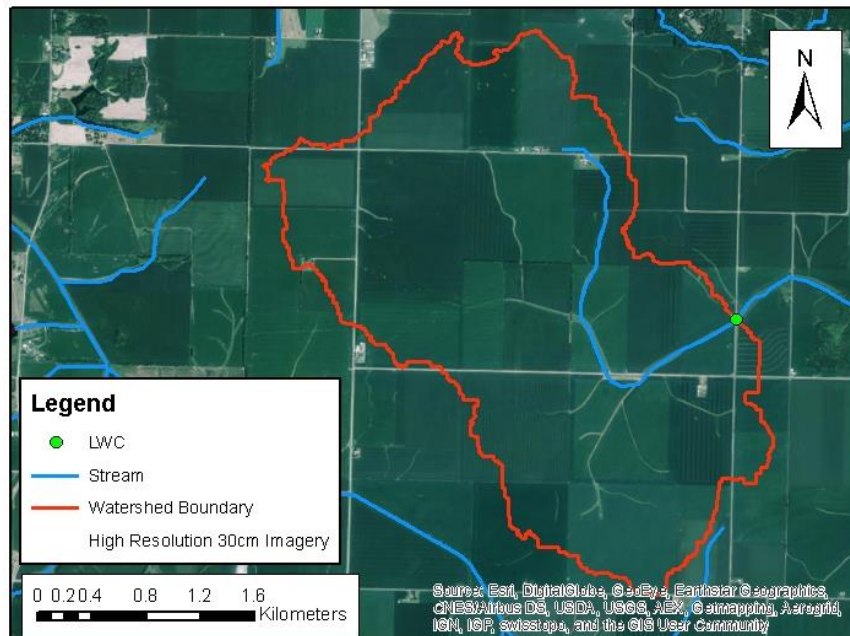 N
Legend
LWC
Stream
Watershed Boundary
High Resolution 30cm Imagery
0 0.2 0.4 0.8 1.2 1.6
Kilometers
Source: Esri, DigitalGlobe, GeoEye, Earthstar Geographics,
CNES/Airbus DS, USDA, USGS, AEX, Getmapping, Aerogrid,
IGN, IGP, swisstopo, and the GIS User Community